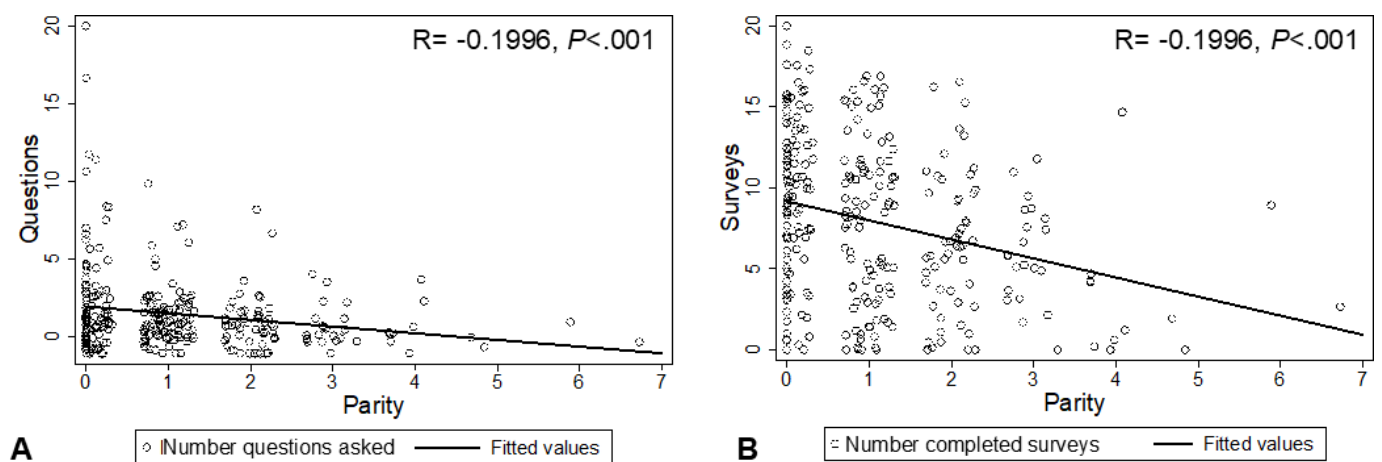 R= -0.1996, P<.001
Questions
20
15
10
5
0
0 1 2 3 4 5 6 7
Parity
A
Number questions asked Fitted values
R= -0.1996, P<.001
Surveys
20
15
10
5
0
0 1 2 3 4 5 6 7
Parity
B
Number completed surveys Fitted values